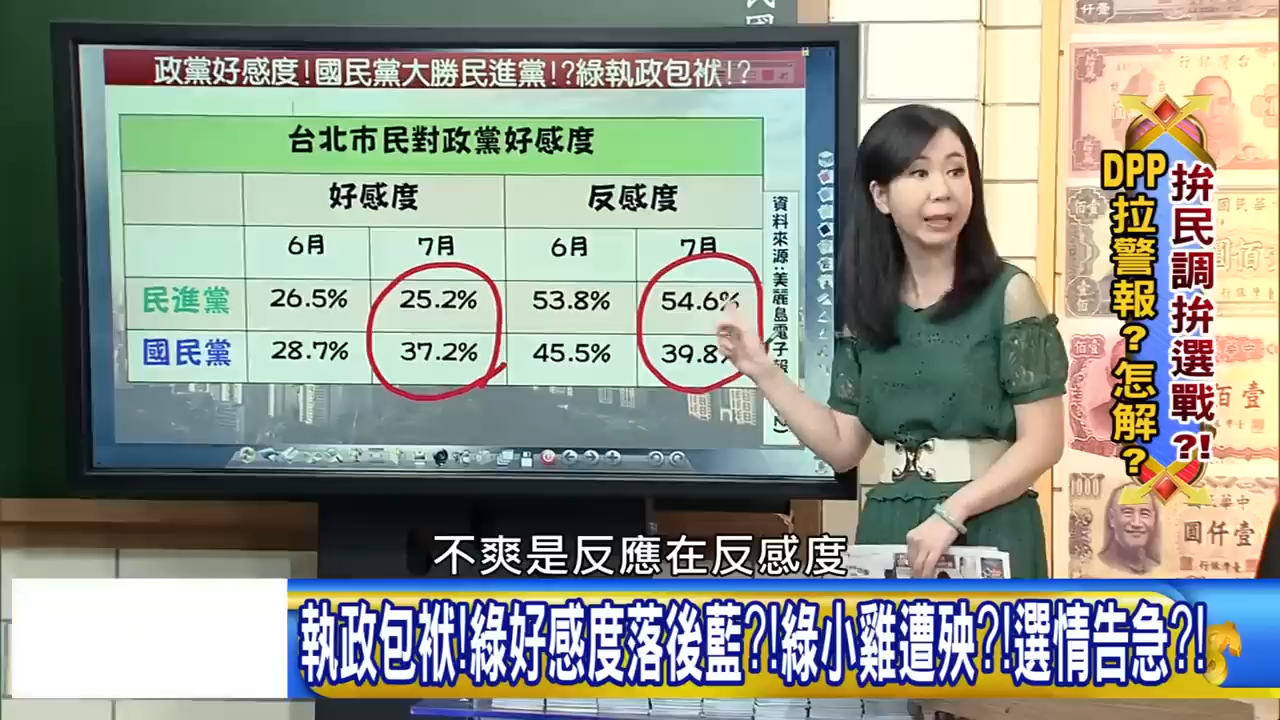 政黨好感度!國民黨大勝民進黨!?綠執政包袱!?
台北市民對政黨好感度
好感度 反感度
6月 7月 6月 7月
民進黨 26.5% 25.2% 53.8% 54.6%
國民黨 28.7% 37.2% 45.5% 39.8%
資料來源:美麗島電子報
拚民調拚選戰?!
DPP拉警報?怎解?
不爽是反應在反感度
執政包袱!綠好感度落後藍?!綠小雞遭殃?!選情告急?!